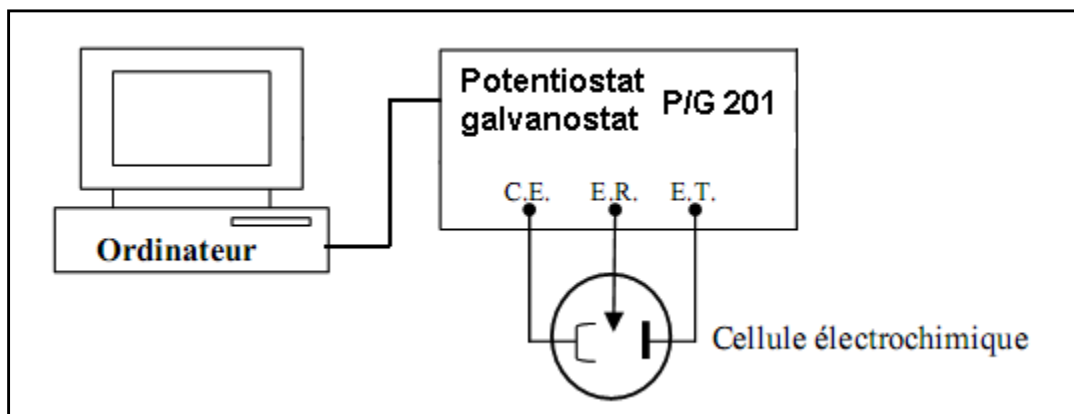 Potentiostat
galvanostat P/G 201
C.E. E.R. E.T.
Ordinateur
Cellule électrochimique